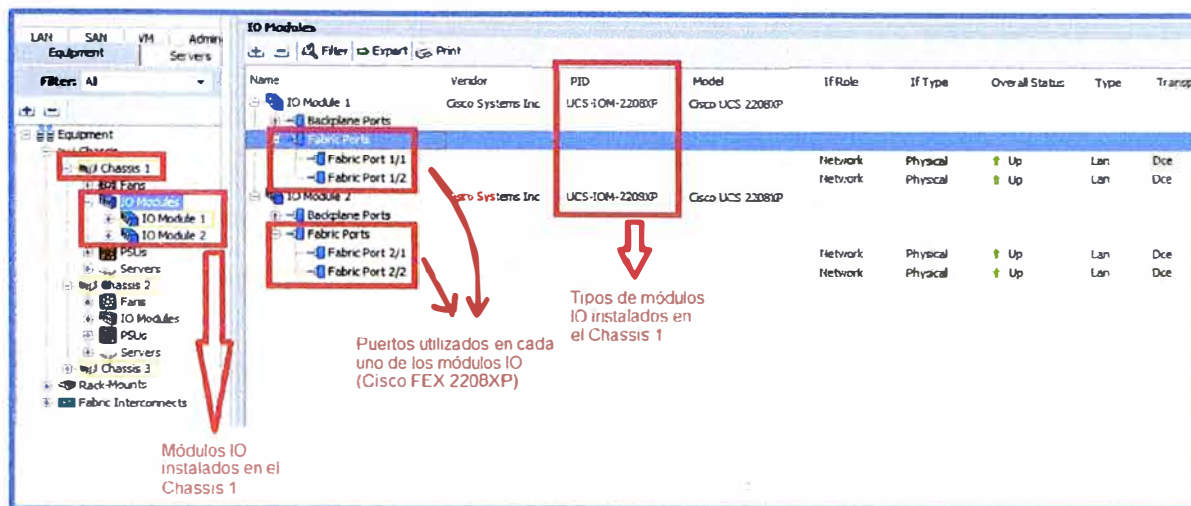 LAN SAN VM Admin
Equipment Servers
Filter: All
Equipment
Chassis
Chassis 1
Fans
IO Modules
IO Module 1
IO Module 2
PSUs
Servers
Chassis 2
Fans
IO Modules
PSUs
Servers
Chassis 3
Rack-Mounts
Fabric Interconnects
IO Modules
Filter Export Print
Name Vendor PID Model If Role If Type Overall Status Type Transp
IO Module 1 Cisco Systems Inc UCS-IOM-2208XP Cisco UCS 2208XP
Backplane Ports
Fabric Ports
Fabric Port 1/1 Network Physical Up Lan Dce
Fabric Port 1/2 Network Physical Up Lan Dce
IO Module 2 Cisco Systems Inc UCS-IOM-2208XP Cisco UCS 2208XP
Backplane Ports
Fabric Ports
Fabric Port 2/1 Network Physical Up Lan Dce
Fabric Port 2/2 Network Physical Up Lan Dce
Tipos de módulos
IO instalados en
el Chassis 1
Puertos utilizados en cada
uno de los módulos IO
(Cisco FEX 2208XP)
Módulos IO
instalados en el
Chassis 1